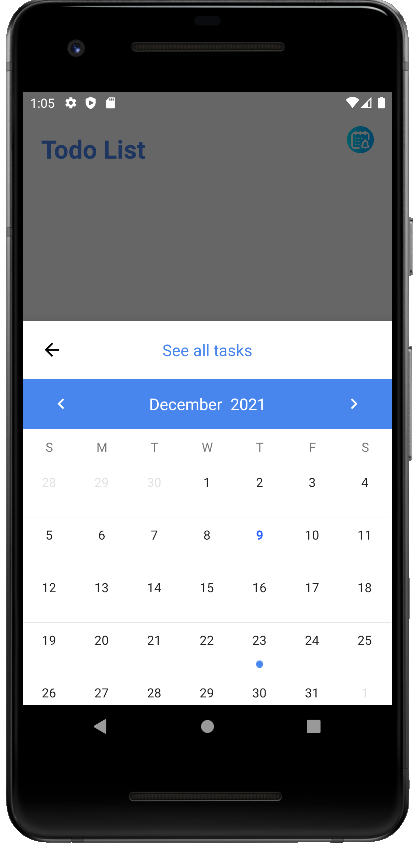 1:05
Todo List
See all tasks
December 2021
S M T W T F S
28 29 30 1 2 3 4
5 6 7 8 9 10 11
12 13 14 15 16 17 18
19 20 21 22 23 24 25
26 27 28 29 30 31 1